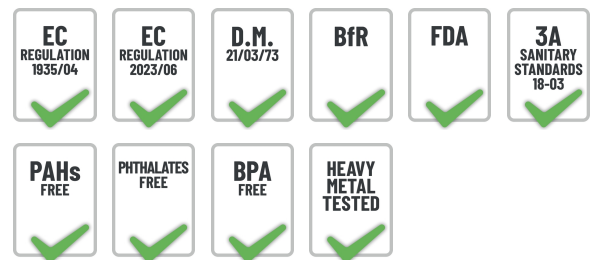 EC
REGULATION
1935/04
EC
REGULATION
2023/06
D.M.
21/03/73
BfR
FDA
3A
SANITARY
STANDARDS
18-03
PAHs
FREE
PHTHALATES
FREE
BPA
FREE
HEAVY
METAL
TESTED